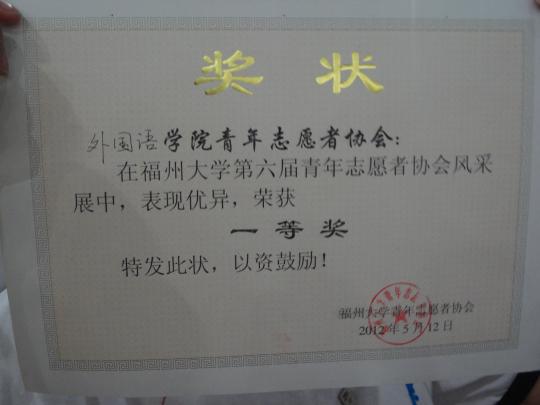 奖状
外国语学院青年志愿者协会：
在福州大学第六届青年志愿者协会风采
展中，表现优异，荣获
一等奖
特发此状，以资鼓励！
福州大学青年志愿者协会
2012年5月12日